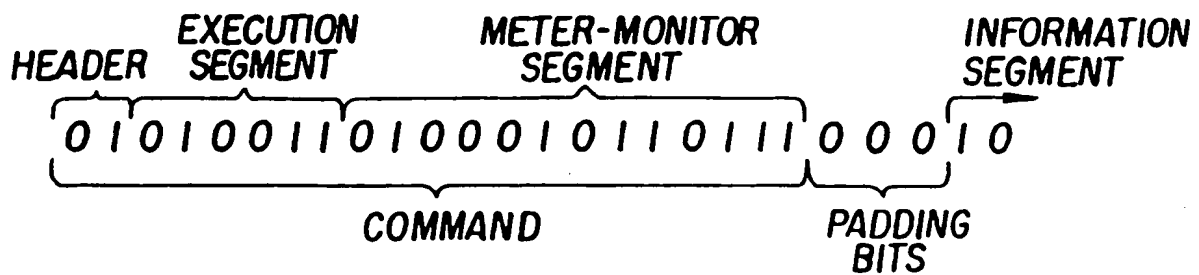 EXECUTION
SEGMENT
METER-MONITOR
SEGMENT
INFORMATION
SEGMENT
HEADER
0 1 0 1 0 0 1 1 0 1 0 0 0 1 0 1 1 0 1 1 1 0 0 0 1 0
COMMAND
PADDING
BITS